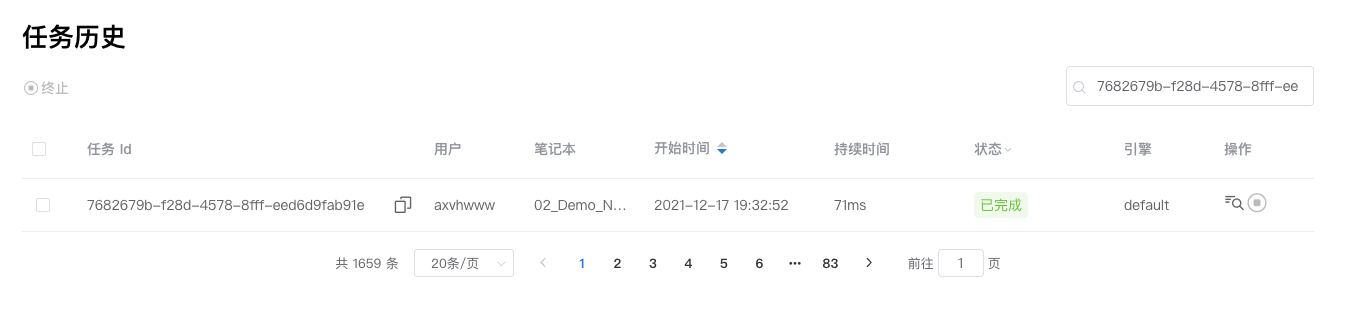 任务历史
终止
7682679b-f28d-4578-8fff-ee
任务 Id 用户 笔记本 开始时间 持续时间 状态 引擎 操作
7682679b-f28d-4578-8fff-eed6d9fab91e axvhwww 02_Demo_N... 2021-12-17 19:32:52 71ms 已完成 default
共 1659 条 20条/页 1 2 3 4 5 6 ••• 83 前往 1 页